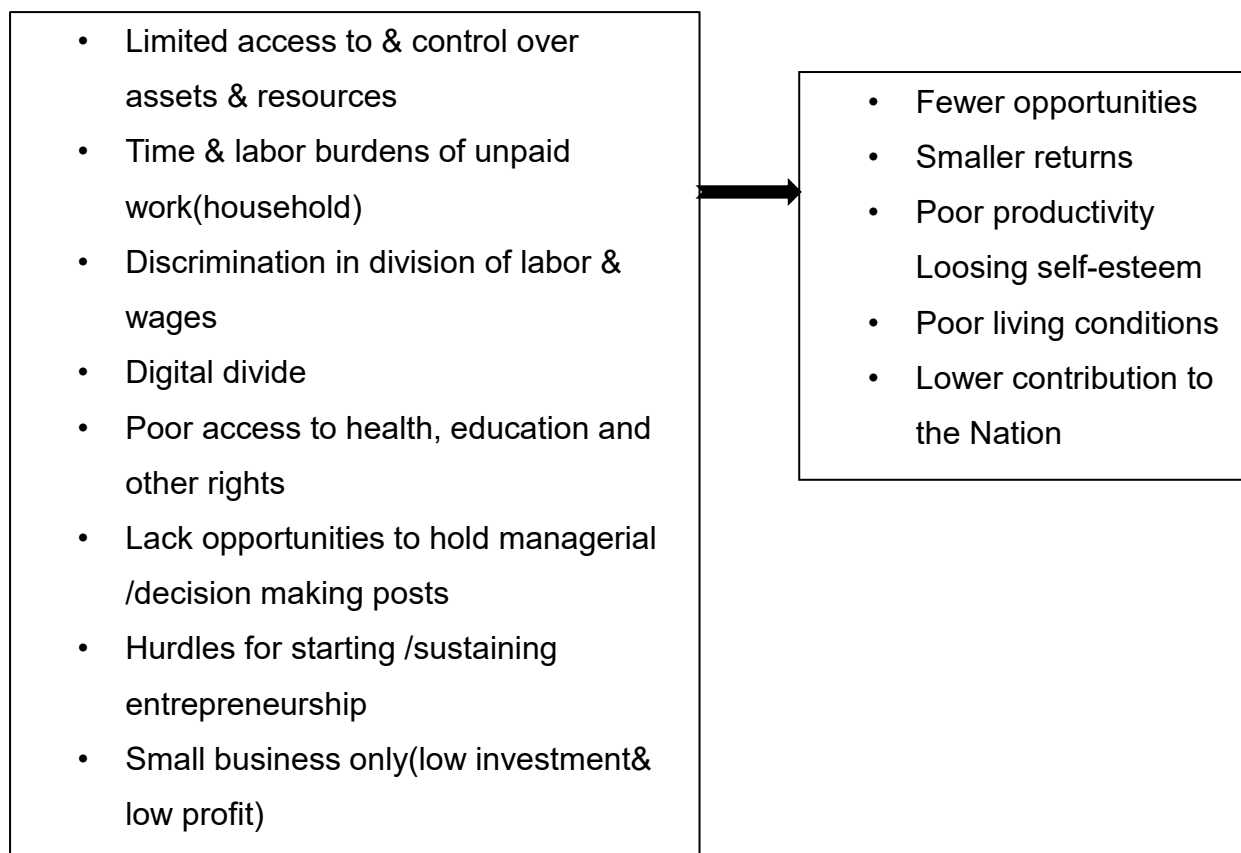 • Limited access to & control over
assets & resources
• Time & labor burdens of unpaid
work(household)
• Discrimination in division of labor &
wages
• Digital divide
• Poor access to health, education and
other rights
• Lack opportunities to hold managerial
/decision making posts
• Hurdles for starting /sustaining
entrepreneurship
• Small business only(low investment&
low profit)
• Fewer opportunities
• Smaller returns
• Poor productivity
Loosing self-esteem
• Poor living conditions
• Lower contribution to
the Nation